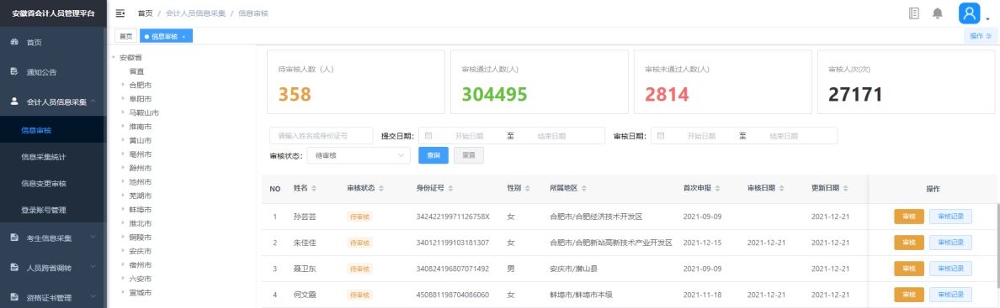 安徽省会计人员管理平台
首页 / 会计人员信息采集 / 信息审核
首页
信息审核 ×
操作
首页
通知公告
会计人员信息采集
信息审核
信息采集统计
信息变更审核
登录账号管理
考生信息采集
人员跨省调转
资格证书管理
安徽省
省直
合肥市
阜阳市
马鞍山市
淮南市
黄山市
亳州市
滁州市
池州市
芜湖市
蚌埠市
淮北市
铜陵市
安庆市
宿州市
六安市
宣城市
待审核人数（人）
358
审核通过人数(人)
304495
审核未通过人数(人)
2814
审核人次(次)
27171
请输入姓名或身份证号 提交日期: 开始日期 至 结束日期 审核日期: 开始日期 至 结束日期
审核状态: 待审核 查询 重置
NO 姓名 审核状态 身份证号 性别 所属地区 首次申报 审核日期 更新日期 操作
1 孙芸芸 待审核 34242219971126758X 女 合肥市/合肥经济技术开发区 2021-09-09 2021-12-21 审核 审核记录
2 朱佳佳 待审核 340121199103181307 女 合肥市/合肥新站高新技术产业开发区 2021-12-15 2021-12-21 2021-12-21 审核 审核记录
3 聂卫东 待审核 340824196807071492 男 安庆市/潜山县 2021-09-09 2021-12-21 审核 审核记录
4 何文霞 待审核 450881198704086060 女 蚌埠市/蚌埠市本级 2021-11-18 2021-12-21 2021-12-21 审核 审核记录